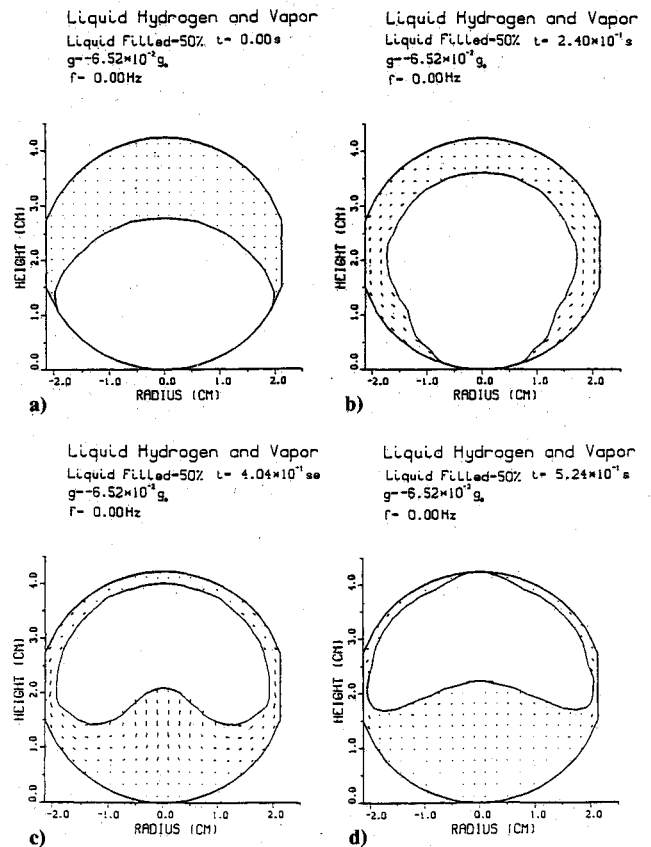 Liquid Hydrogen and Vapor
Liquid Filled=50% t= 0.00s
g=-6.52×10⁻²g₀
f= 0.00Hz
4.0
3.0
2.0
1.0
0.0
HEIGHT (CM)
-2.0 -1.0 0.0 1.0 2.0
RADIUS (CM)
a)
Liquid Hydrogen and Vapor
Liquid Filled=50% t= 2.40×10⁻¹s
g=-6.52×10⁻²g₀
f= 0.00Hz
4.0
3.0
2.0
1.0
0.0
HEIGHT (CM)
-2.0 -1.0 0.0 1.0 2.0
RADIUS (CM)
b)
Liquid Hydrogen and Vapor
Liquid Filled=50% t= 4.04×10⁻¹se
g=-6.52×10⁻²g₀
f= 0.00Hz
4.0
3.0
2.0
1.0
0.0
HEIGHT (CM)
-2.0 -1.0 0.0 1.0 2.0
RADIUS (CM)
c)
Liquid Hydrogen and Vapor
Liquid Filled=50% t= 5.24×10⁻¹s
g=-6.52×10⁻²g₀
f= 0.00Hz
4.0
3.0
2.0
1.0
0.0
HEIGHT (CM)
-2.0 -1.0 0.0 1.0 2.0
RADIUS (CM)
d)